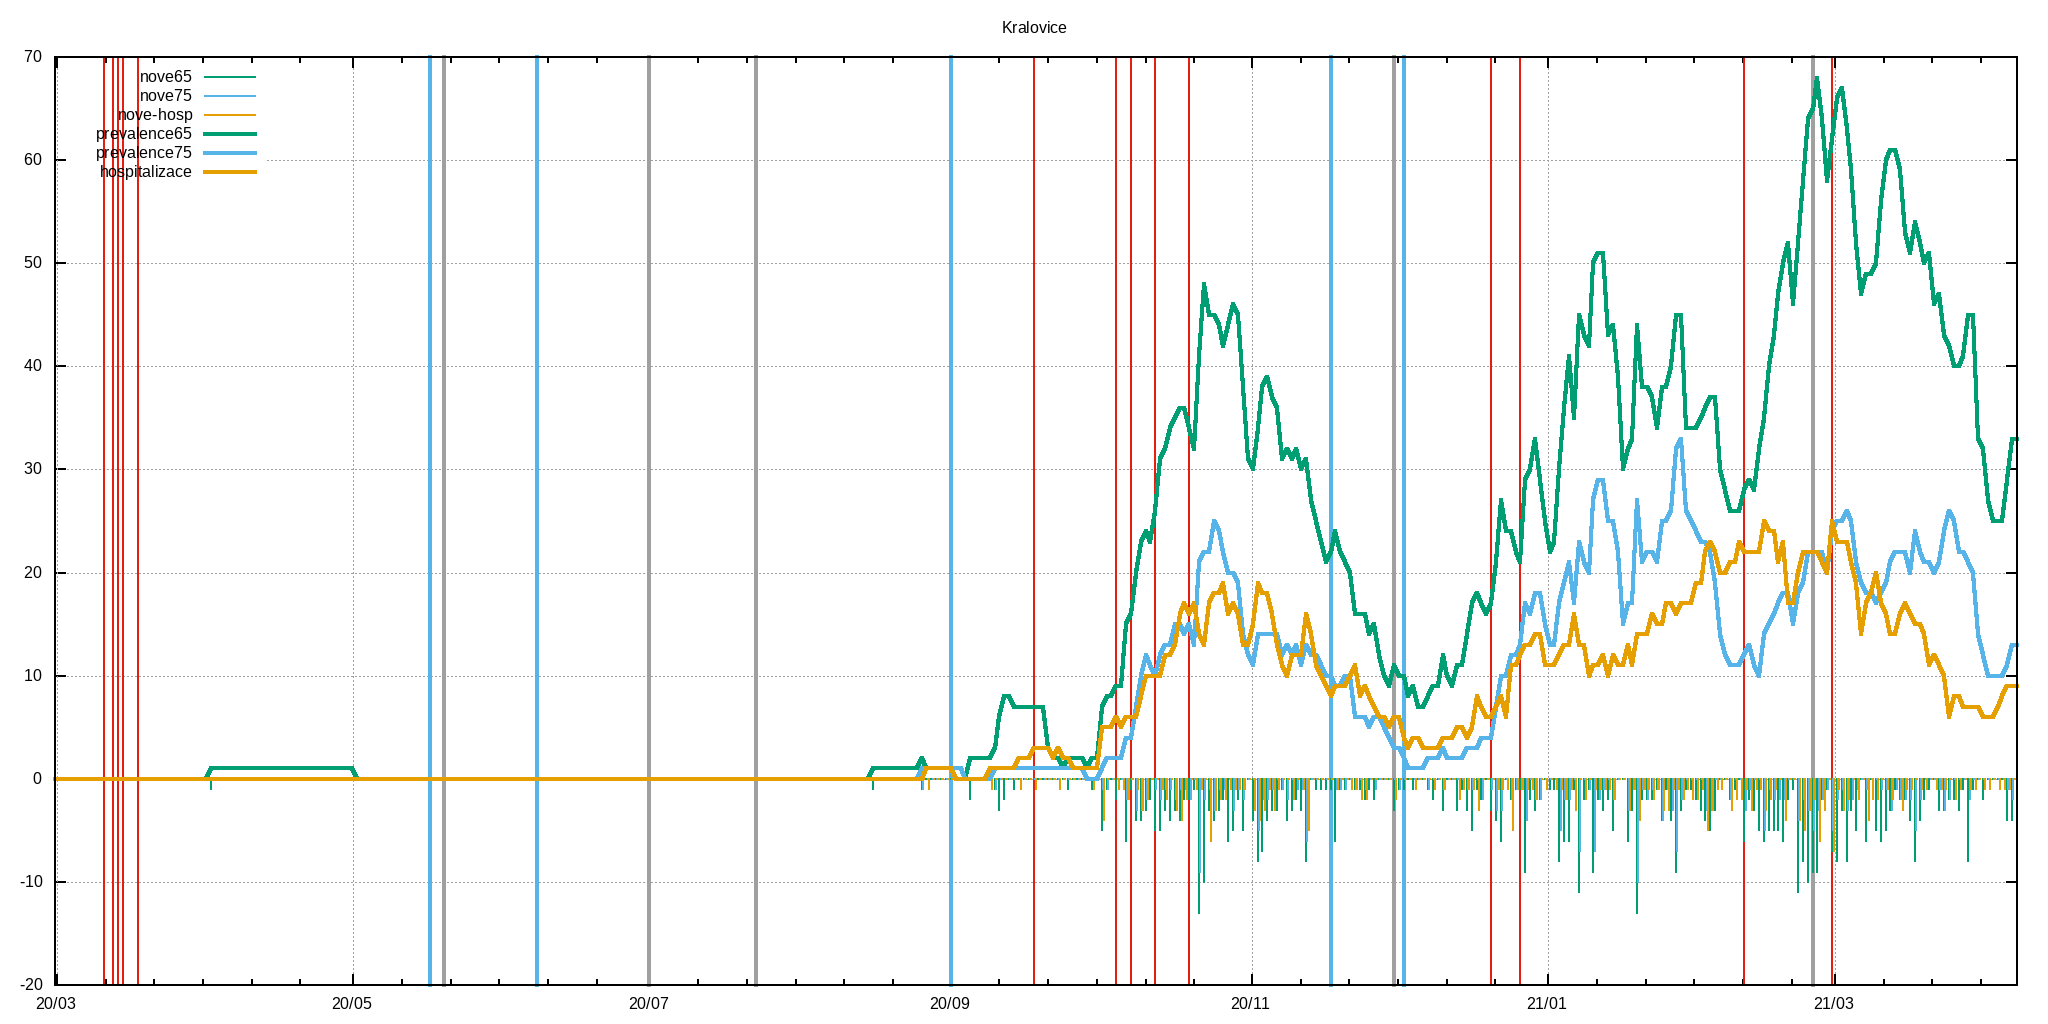 Kralovice
70
nove65
nove75
nove-hosp
prevalence65
prevalence75
hospitalizace
60
50
40
30
20
10
0
-10
-20
20/03 20/05 20/07 20/09 20/11 21/01 21/03